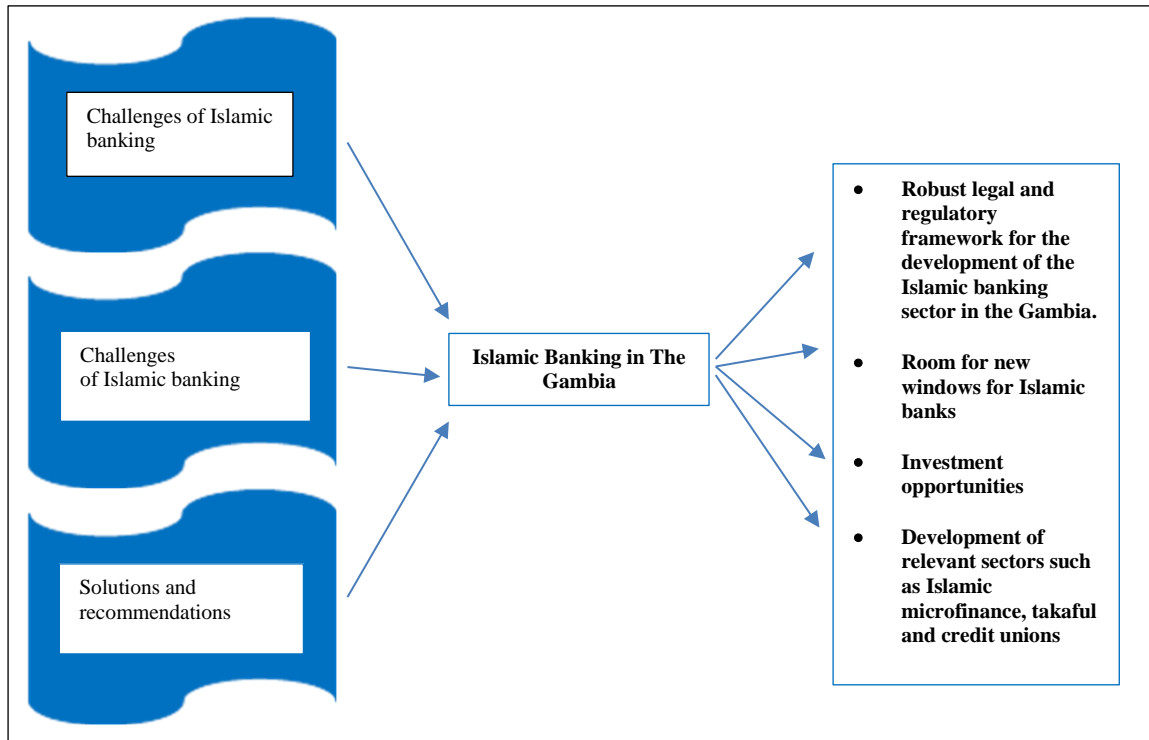 Challenges of Islamic
banking
Challenges
of Islamic banking
Solutions and
recommendations
Islamic Banking in The
Gambia
● Robust legal and
regulatory
framework for the
development of the
Islamic banking
sector in the Gambia.
● Room for new
windows for Islamic
banks
● Investment
opportunities
● Development of
relevant sectors such
as Islamic
microfinance, takaful
and credit unions